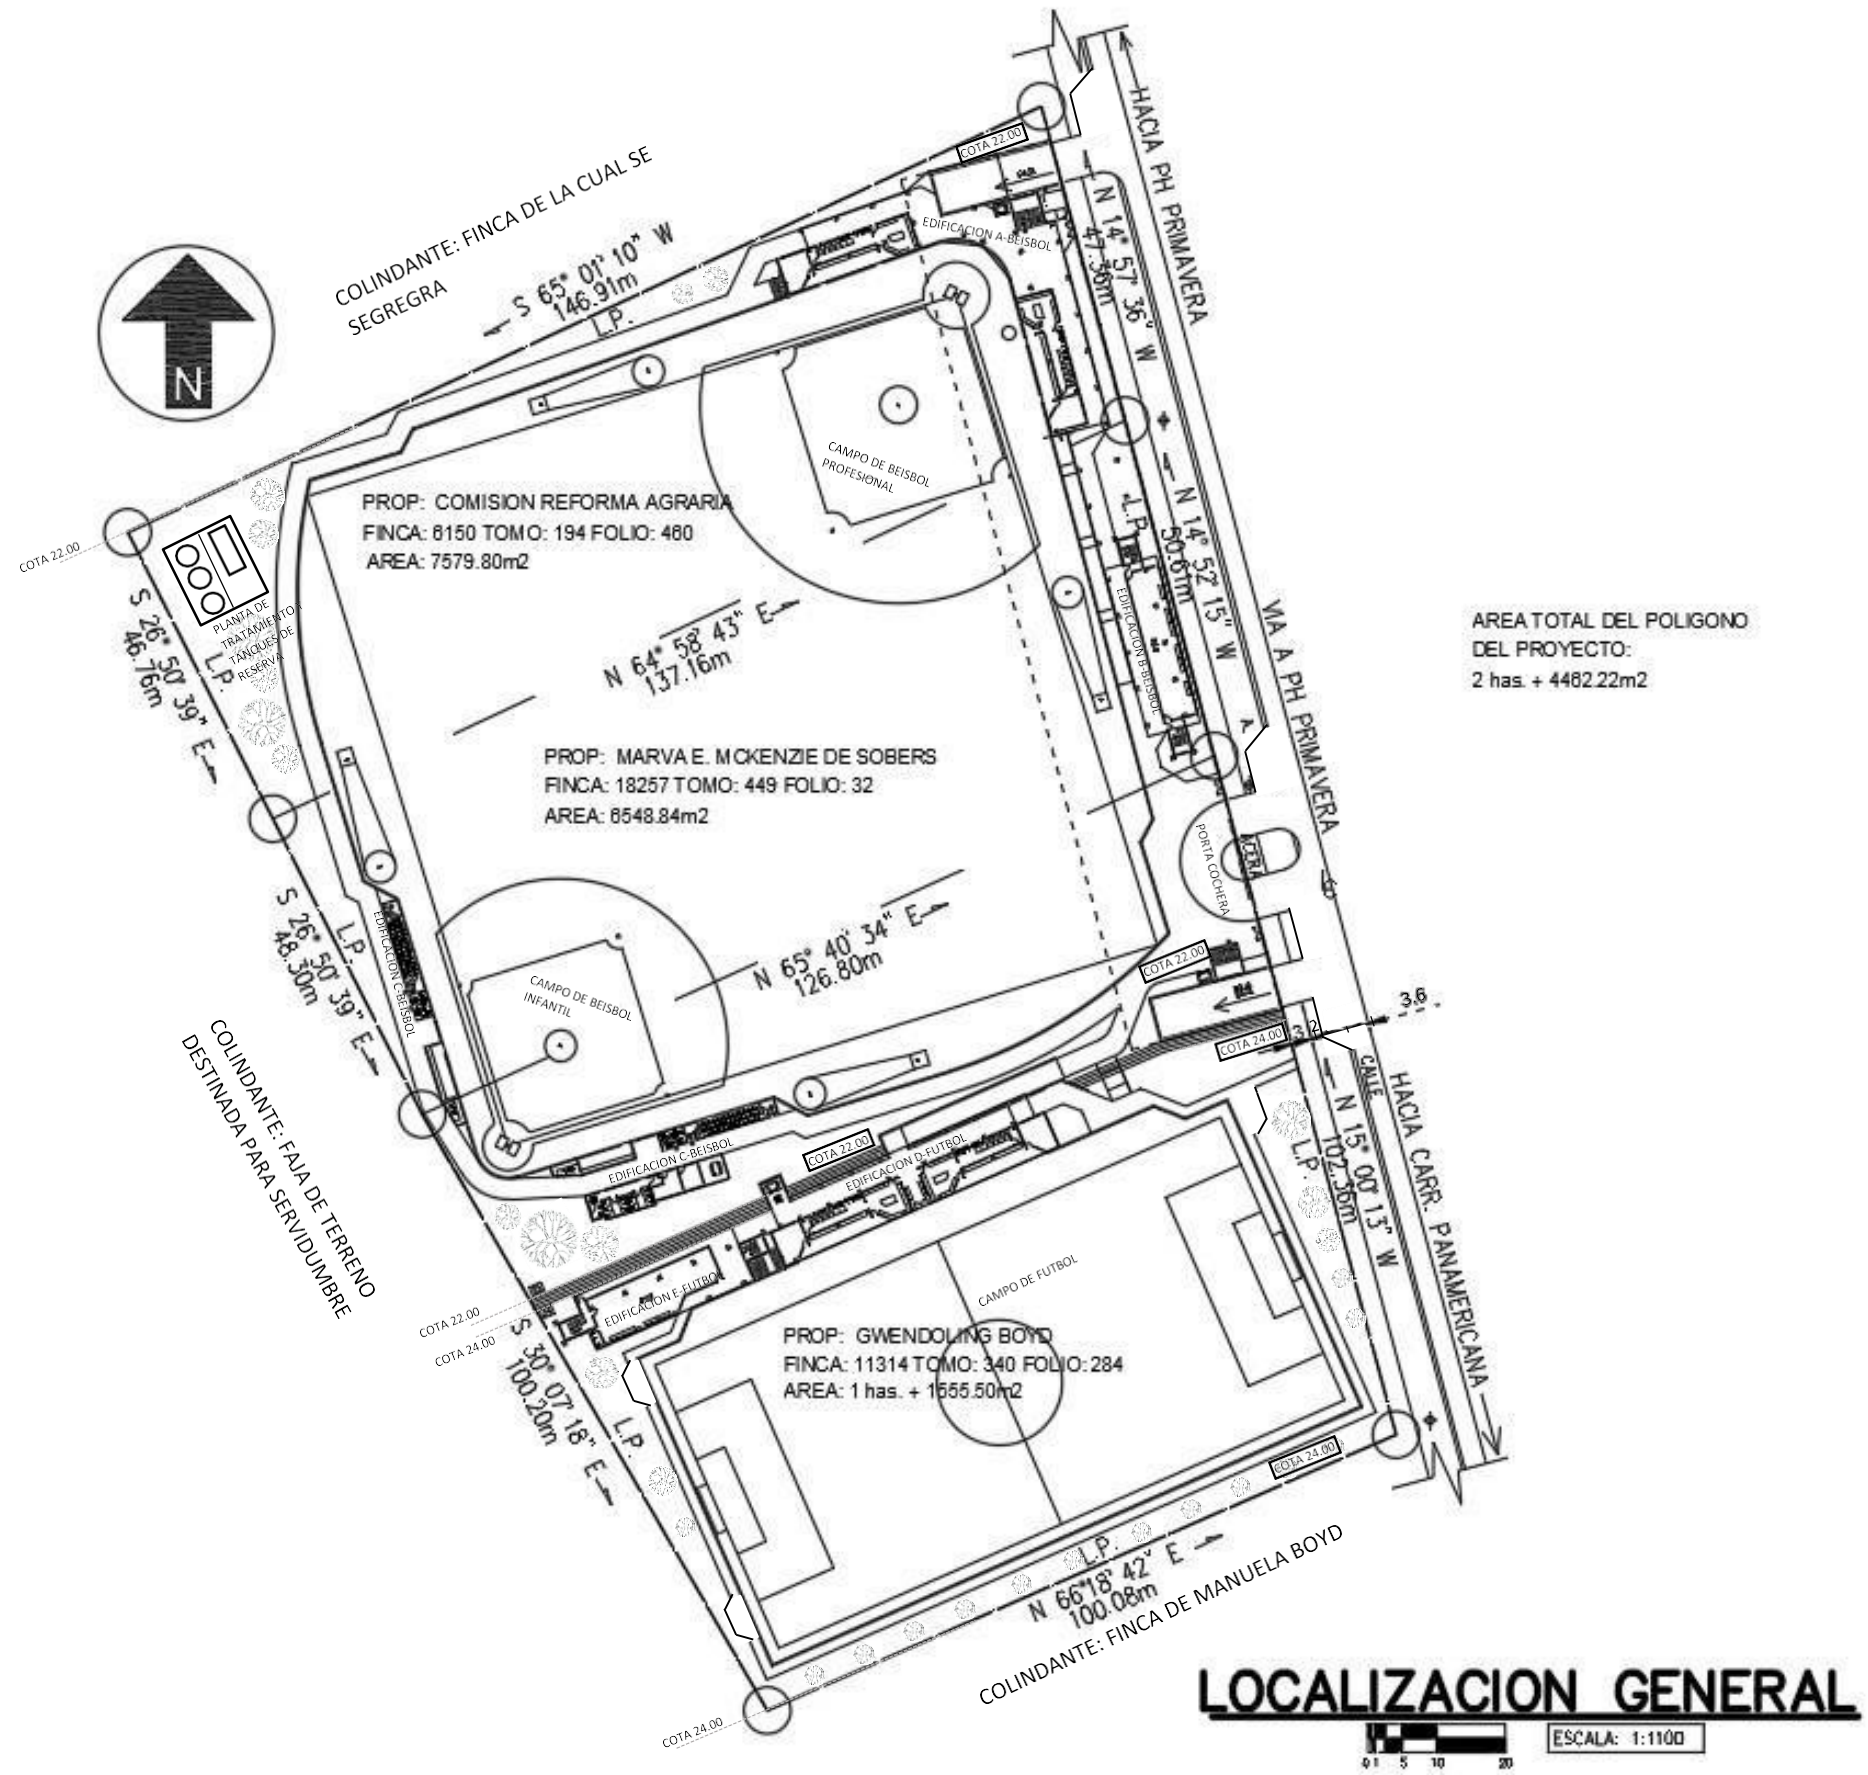 HACIA PH PRIMAVERA
COTA 22.00
COLINDANTE: FINCA DE LA CUAL SE
SEGREGRA
S 65° 01' 10" W
146.91m
L.P.
EDIFICACION A-BEISBOL
N 14° 57' 36" W
47.36m
N
CAMPO DE BEISBOL
PROFESIONAL
PROP: COMISION REFORMA AGRARIA
FINCA: 6150 TOMO: 194 FOLIO: 460
AREA: 7579.80m2
L.P.
N 14° 52' 15" W
50.61m
COTA 22.00
PLANTA DE
TRATAMIENTO Y
TANQUES DE
RESERVA
S 26° 50' 39" E
46.76m
L.P.
N 64° 58' 43" E
137.16m
EDIFICACION B-BEISBOL
VIA A PH PRIMAVERA
AREA TOTAL DEL POLIGONO
DEL PROYECTO:
2 has. + 4462.22m2
PROP: MARVA E. MCKENZIE DE SOBERS
FINCA: 18257 TOMO: 449 FOLIO: 32
AREA: 6548.84m2
PORTA COCHERA
ACERA
S 26° 50' 39" E
48.30m
L.P.
EDIFICACION C-BEISBOL
N 65° 40' 34" E
126.80m
COTA 22.00
CAMPO DE BEISBOL
INFANTIL
3.6
3.2
COTA 24.00
CALLE
HACIA CARR. PANAMERICANA
COLINDANTE: FAJA DE TERRENO
DESTINADA PARA SERVIDUMBRE
N 15° 00' 13" W
102.36m
L.P.
EDIFICACION C-BEISBOL
COTA 22.00
EDIFICACION D-FUTBOL
CAMPO DE FUTBOL
EDIFICACION E-FUTBOL
COTA 22.00
COTA 24.00
S 30° 07' 18" E
100.20m
L.P.
PROP: GWENDOLING BOYD
FINCA: 11314 TOMO: 340 FOLIO: 284
AREA: 1 has. + 1555.50m2
COTA 24.00
L.P.
N 66°18' 42" E
100.08m
COLINDANTE: FINCA DE MANUELA BOYD
COTA 24.00
LOCALIZACION GENERAL
ESCALA: 1:1100
0 1 5 10 20